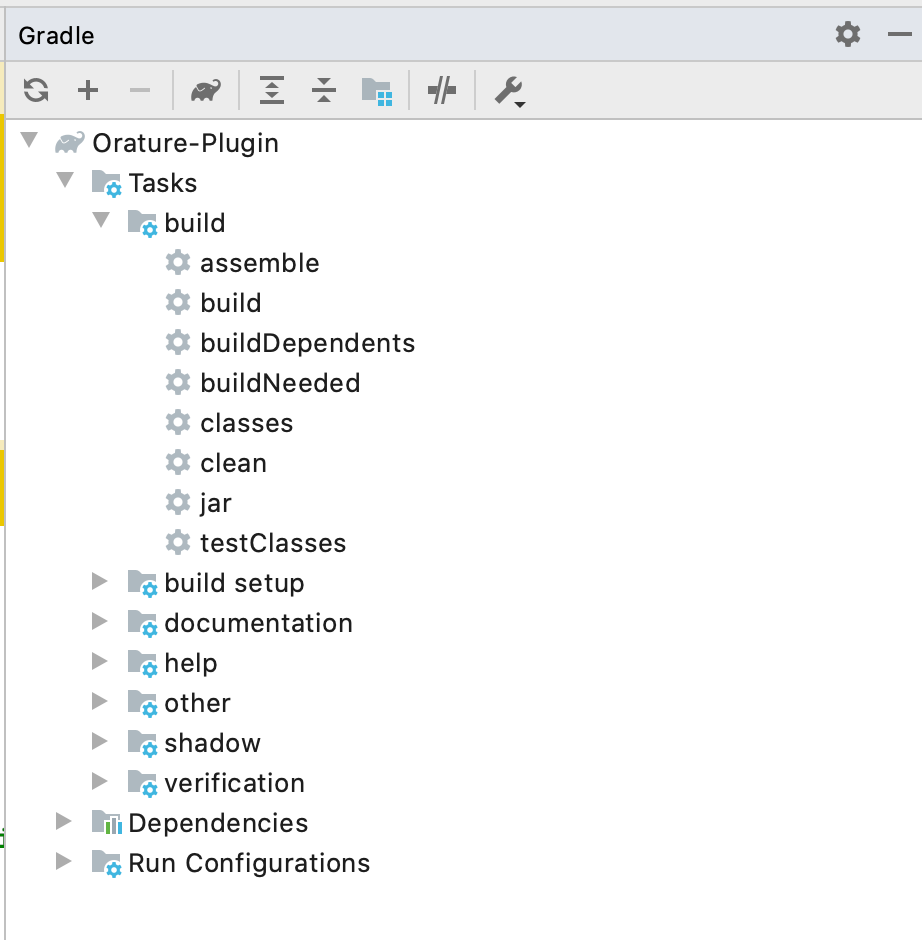 Gradle
Orature-Plugin
Tasks
build
assemble
build
buildDependents
buildNeeded
classes
clean
jar
testClasses
build setup
documentation
help
other
shadow
verification
Dependencies
Run Configurations